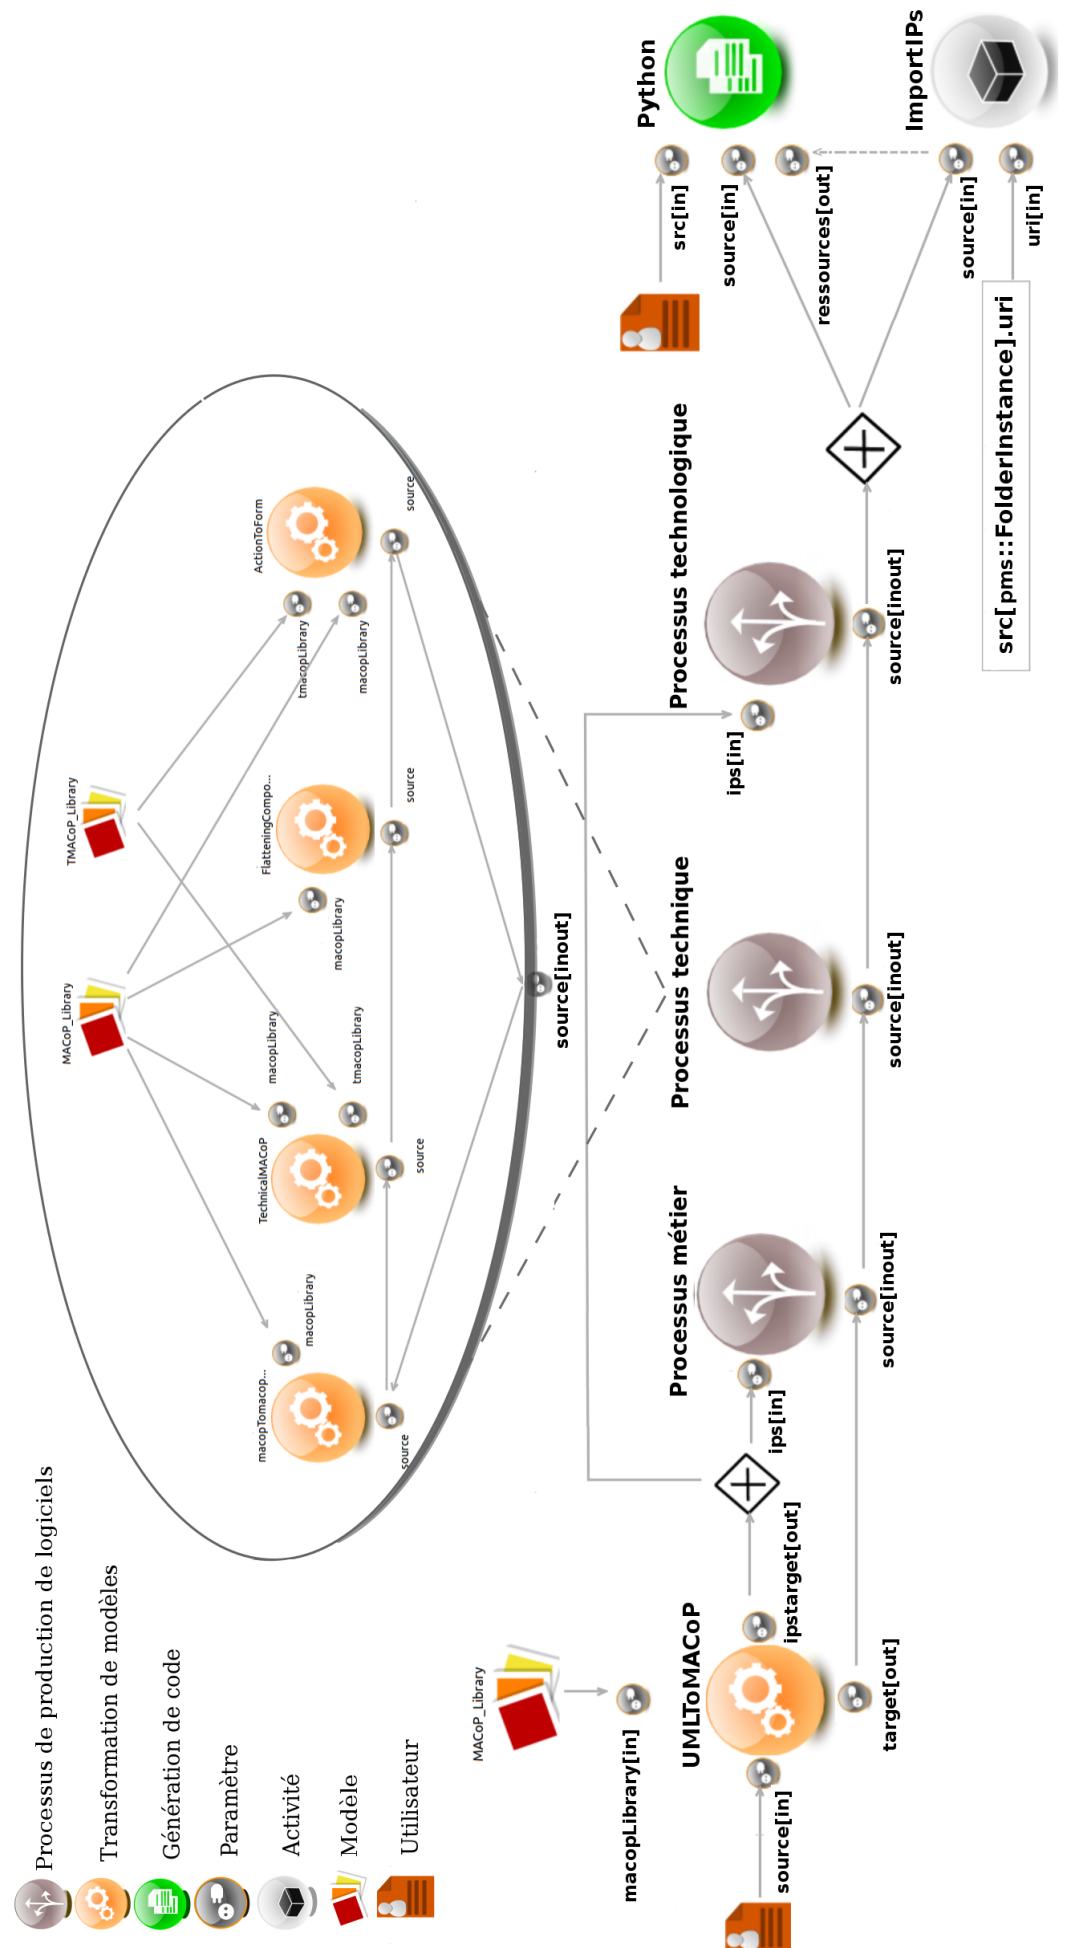 Processus de production de logiciels
Transformation de modèles
Génération de code
Paramètre
Activité
Modèle
Utilisateur
MACoP_Library
TMACoP_Library
macopTomacop...
macopLibrary
source
TechnicalMACoP
macopLibrary
tmacopLibrary
source
FlatteningCompo...
macopLibrary
source
ActionToForm
tmacopLibrary
macopLibrary
source
source[inout]
MACoP_Library
macopLibrary[in]
UMLToMACoP
source[in]
ipstarget[out]
target[out]
Processus métier
ips[in]
source[inout]
Processus technique
source[inout]
Processus technologique
ips[in]
source[inout]
Python
src[in]
source[in]
ressources[out]
ImportIPs
source[in]
uri[in]
src[pms::FolderInstance].uri